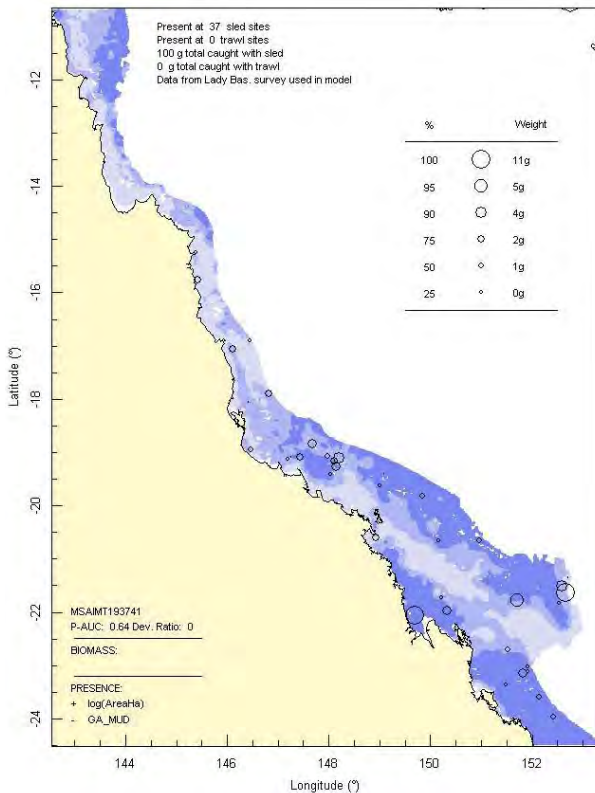 Present at 37 sled sites
Present at 0 trawl sites
100 g total caught with sled
0 g total caught with trawl
Data from Lady Bas. survey used in model
% Weight
100 11g
95 5g
90 4g
75 2g
50 1g
25 0g
-12
-14
-16
-18
-20
-22
-24
Latitude (°)
MSAIMT193741
P-AUC: 0.64 Dev. Ratio: 0
BIOMASS:
PRESENCE:
+ log(AreaHa)
- GA_MUD
144 146 148 150 152
Longitude (°)